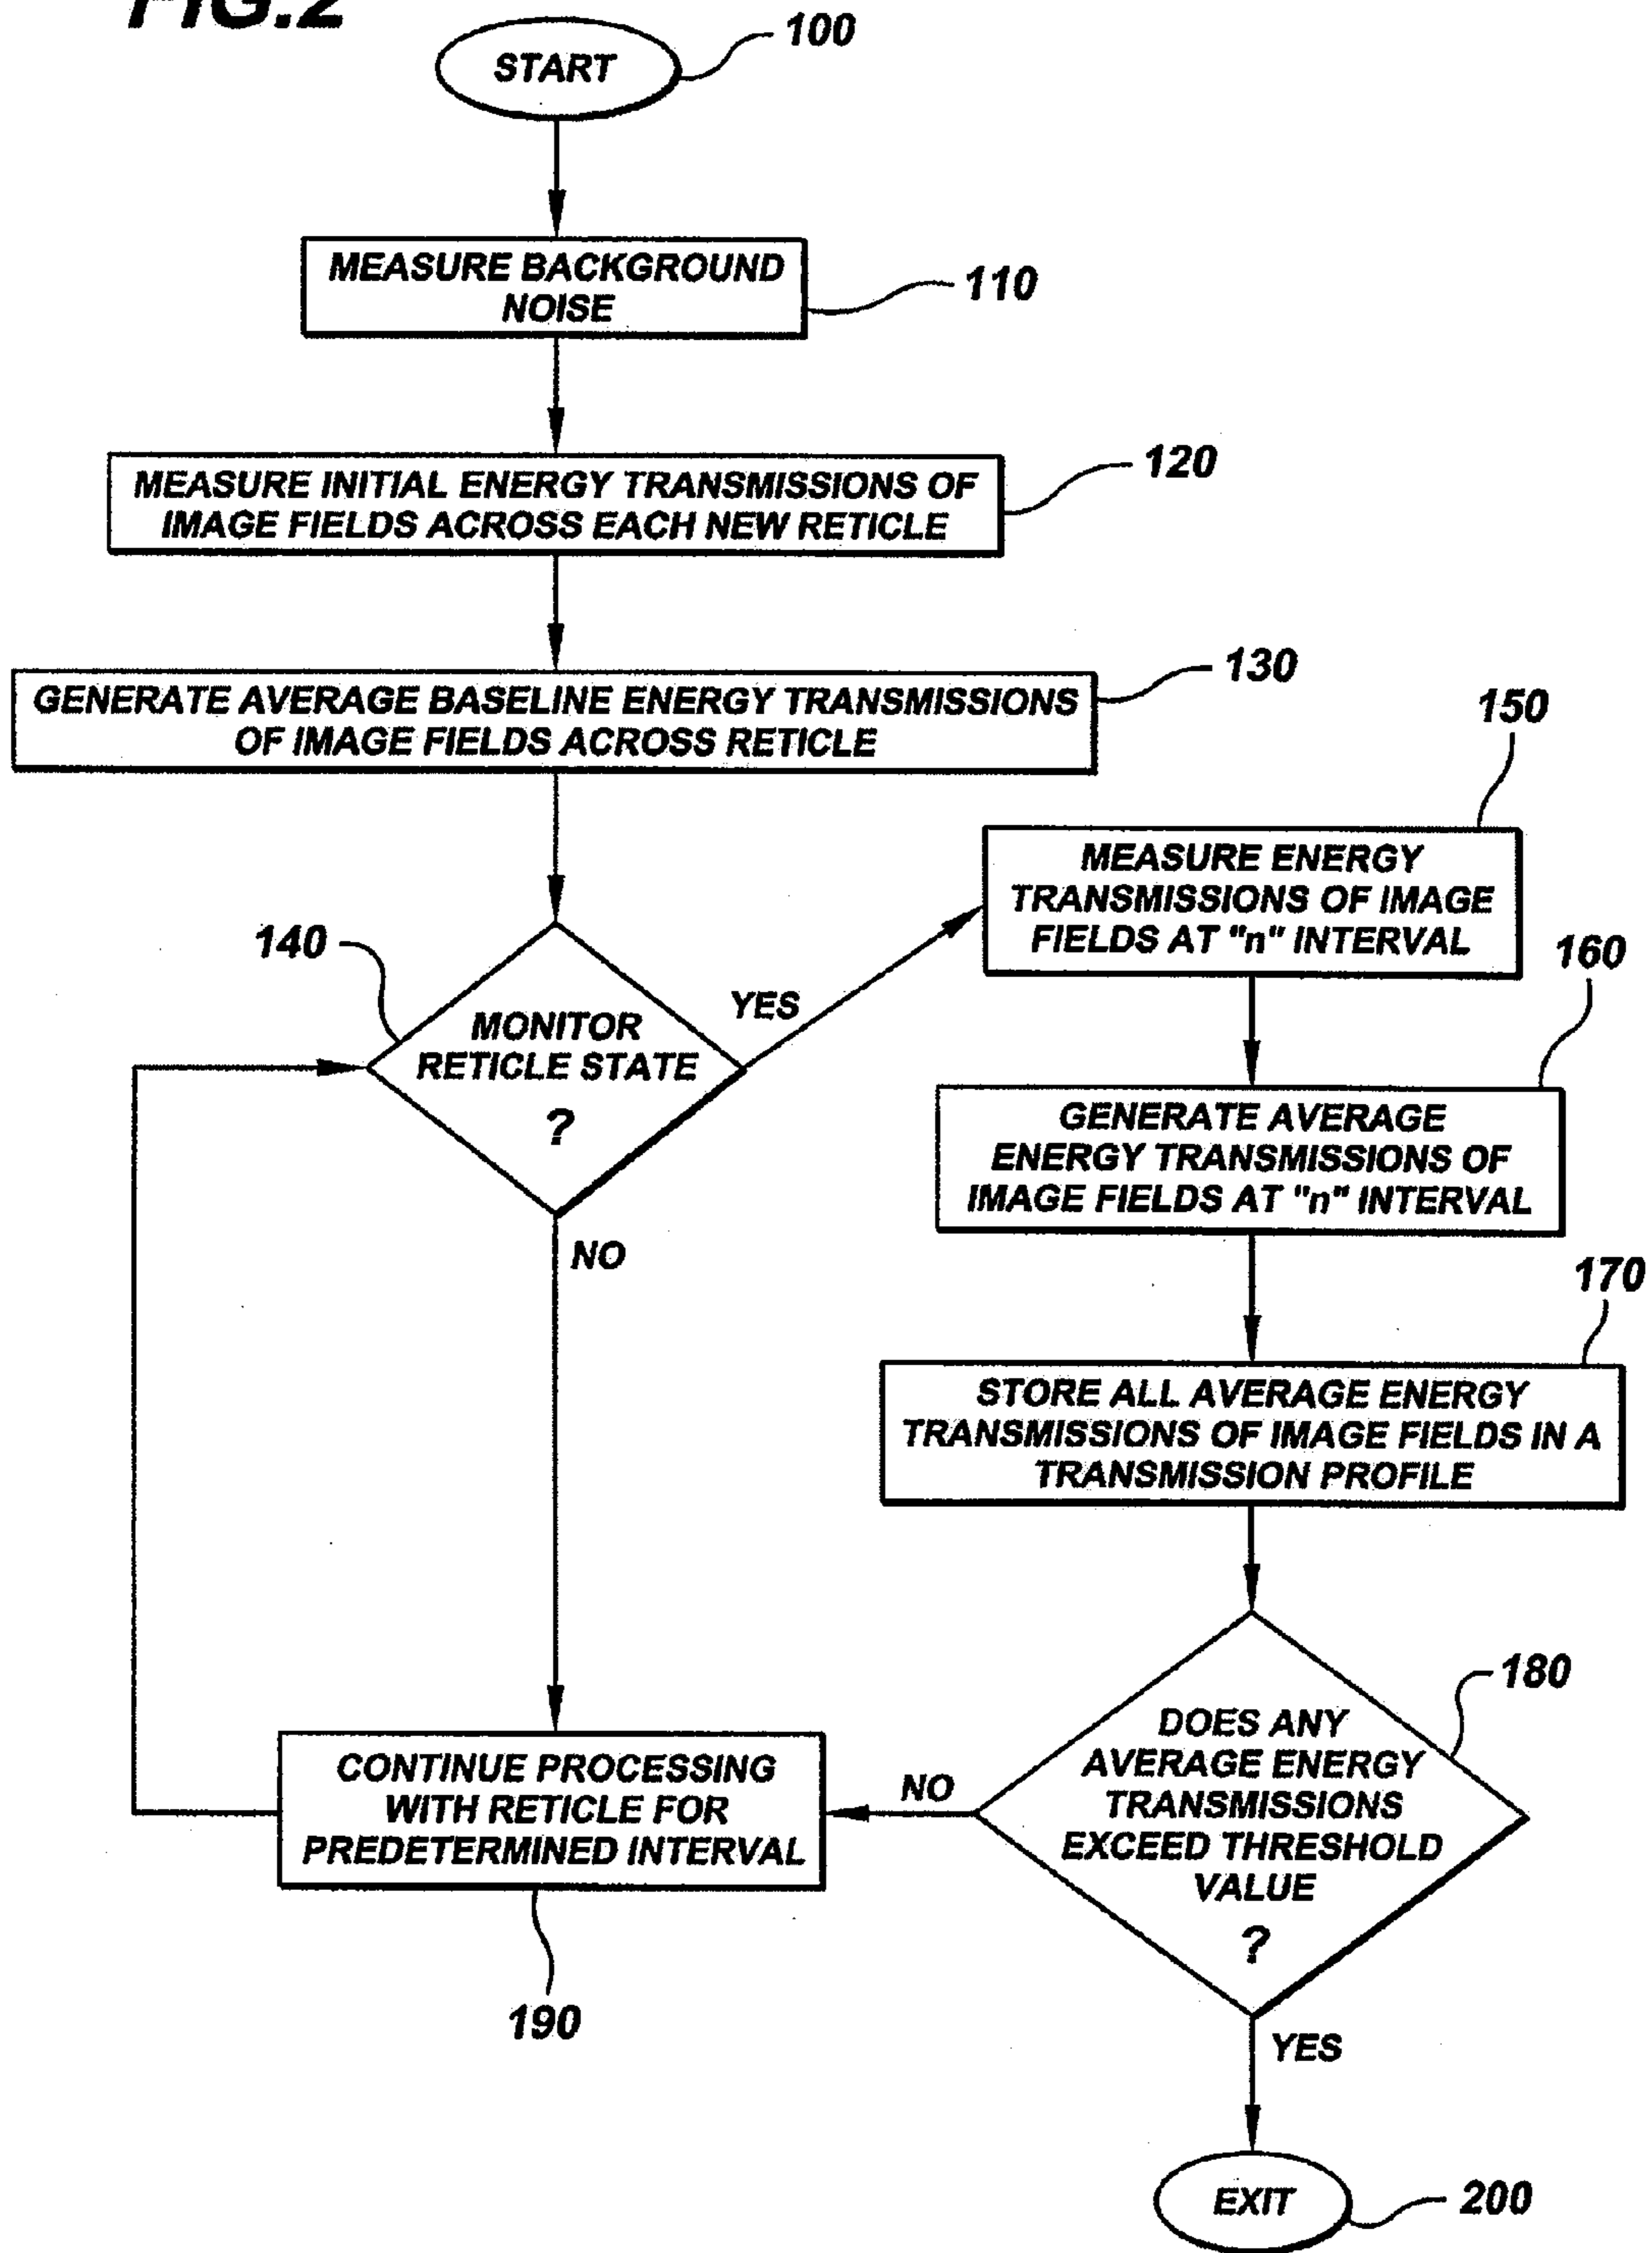 FIG.2
START
100
MEASURE BACKGROUND
NOISE
110
MEASURE INITIAL ENERGY TRANSMISSIONS OF
IMAGE FIELDS ACROSS EACH NEW RETICLE
120
GENERATE AVERAGE BASELINE ENERGY TRANSMISSIONS
OF IMAGE FIELDS ACROSS RETICLE
130
140
MONITOR
RETICLE STATE
?
YES
NO
150
MEASURE ENERGY
TRANSMISSIONS OF IMAGE
FIELDS AT "n" INTERVAL
160
GENERATE AVERAGE
ENERGY TRANSMISSIONS OF
IMAGE FIELDS AT "n" INTERVAL
170
STORE ALL AVERAGE ENERGY
TRANSMISSIONS OF IMAGE FIELDS IN A
TRANSMISSION PROFILE
180
DOES ANY
AVERAGE ENERGY
TRANSMISSIONS
EXCEED THRESHOLD
VALUE
?
NO
CONTINUE PROCESSING
WITH RETICLE FOR
PREDETERMINED INTERVAL
190
YES
EXIT
200